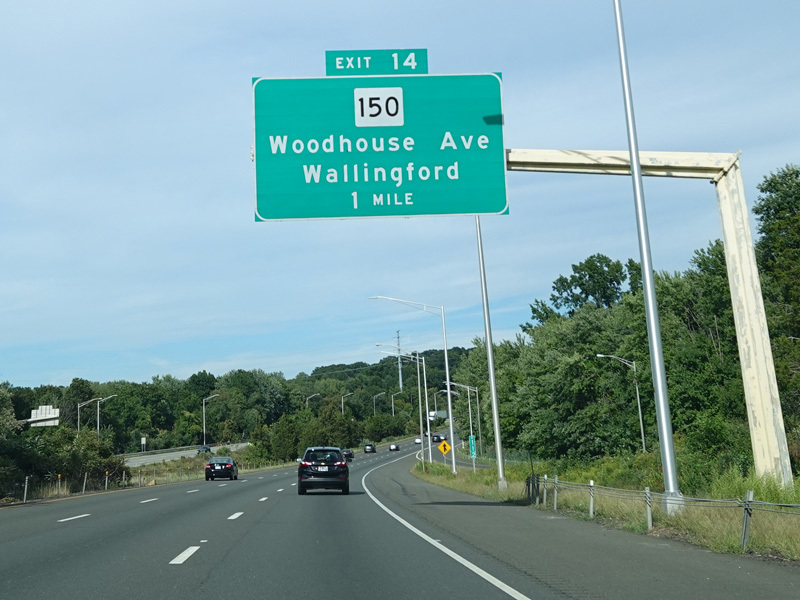 EXIT 14
150
Woodhouse Ave
Wallingford
1 MILE